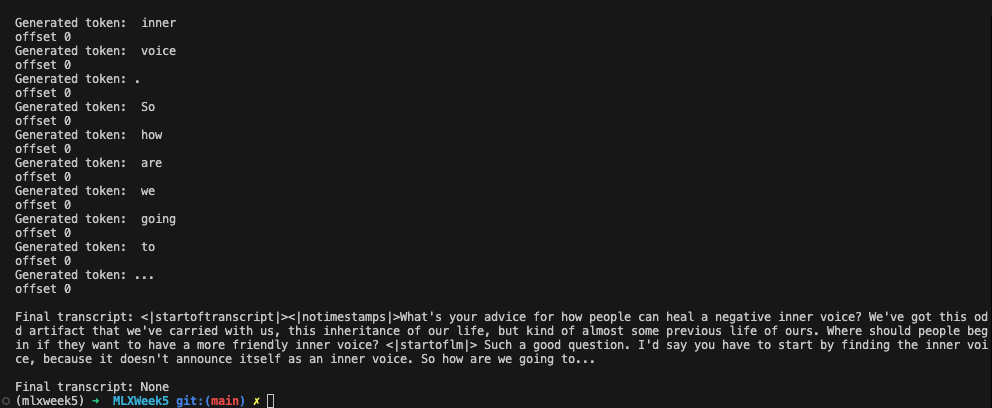 Generated token:  inner
offset 0
Generated token:  voice
offset 0
Generated token: .
offset 0
Generated token:  So
offset 0
Generated token:  how
offset 0
Generated token:  are
offset 0
Generated token:  we
offset 0
Generated token:  going
offset 0
Generated token:  to
offset 0
Generated token: ...
offset 0
Final transcript: <|startoftranscript|><|notimestamps|>What's your advice for how people can heal a negative inner voice? We've got this od
d artifact that we've carried with us, this inheritance of our life, but kind of almost some previous life of ours. Where should people beg
in if they want to have a more friendly inner voice? <|startoflm|> Such a good question. I'd say you have to start by finding the inner voi
ce, because it doesn't announce itself as an inner voice. So how are we going to...
Final transcript: None
(mlxweek5) ➜  MLXWeek5 git:(main) ✗